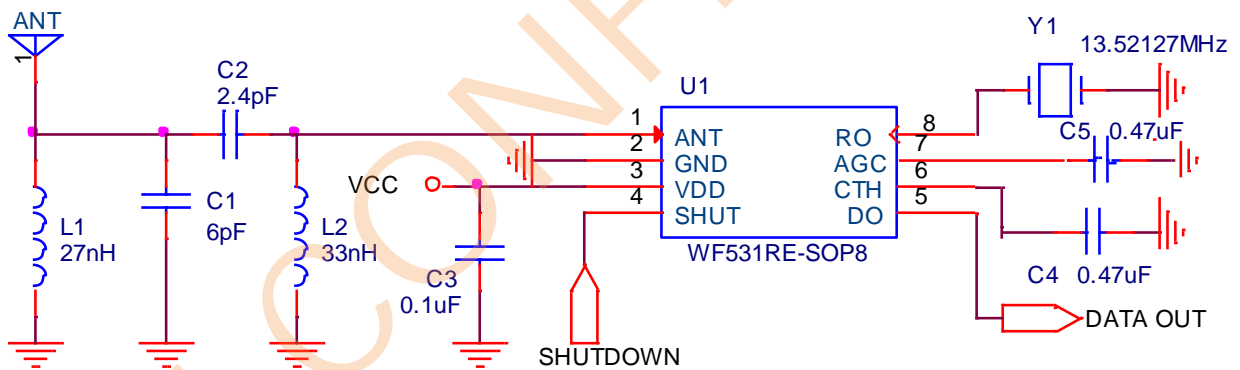 ANT
1
C2
2.4pF
L1
27nH
C1
6pF
L2
33nH
VCC
C3
0.1uF
SHUTDOWN
U1
1
2
3
4
ANT
GND
VDD
SHUT
RO
AGC
CTH
DO
8
7
6
5
WF531RE-SOP8
Y1
13.52127MHz
C5 0.47uF
C4 0.47uF
DATA OUT